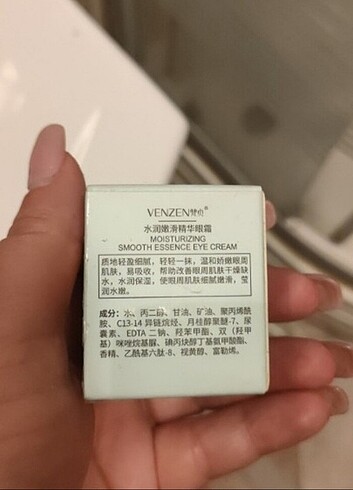 VENZEN梵贞®
水润嫩滑精华眼霜
MOISTURIZING
SMOOTH ESSENCE EYE CREAM
质地轻盈细腻，轻轻一抹，温和娇嫩眼周
肌肤，易吸收，帮助改善眼周肌肤干燥缺
水，水润保湿，使眼周肌肤细腻嫩滑，莹
润水嫩。
成分：水、丙二醇、甘油、矿油、聚丙烯酰
胺、C13-14 异链烷烃、月桂醇聚醚-7、尿
囊素、EDTA 二钠、羟苯甲酯、双（羟甲
基）咪唑烷基脲、碘丙炔醇丁基氨甲酸酯、
香精、乙酰基六肽-8、视黄醇、富勒烯。